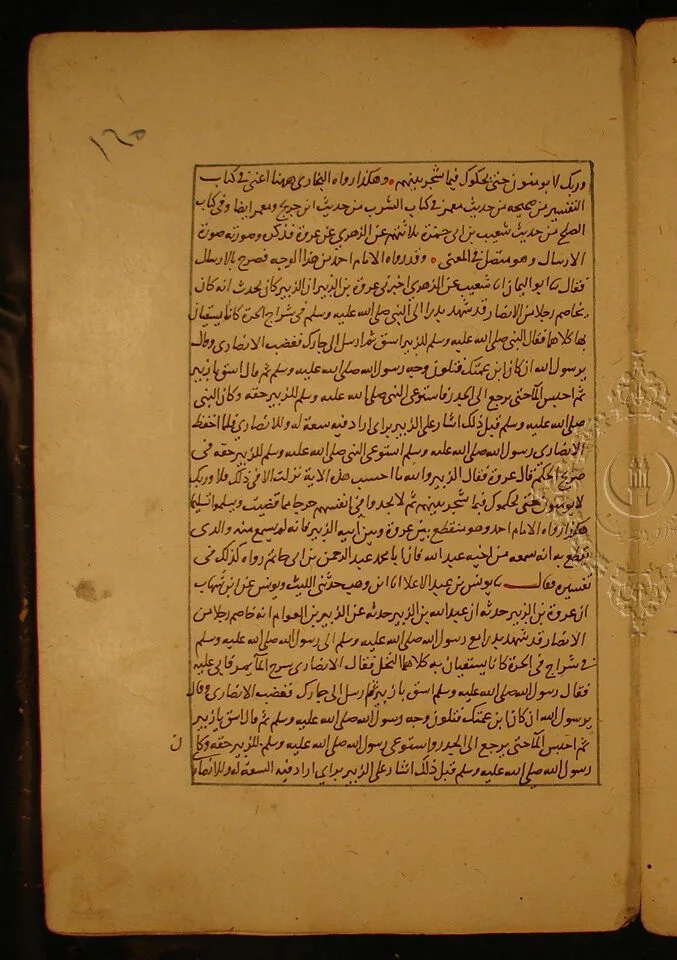 ١٦٥
وربك لا يومنون حتى يحكموك فيما شجر بينهم وهكذا رواه البخاري ههنا اعني في كتاب
التفسير من صحيحه من حديث معمر وفي كتاب الشرب من حديث ابن جريج ومعمر ايضا وفي كتاب
الصلح من حديث شعيب بن ابي حمزة ثلاثتهم عن الزهري عن عروة فذكره وصورته صورة
الارسال وهو متصل في المعنى وقد رواه الامام احمد من هذا الوجه فصرح بالارسال
فقال ثنا ابو اليمان انا شعيب عن الزهري اخبرني عروة بن الزبير ان الزبير كان يحدث انه كان
يخاصم رجلا من الانصار قد شهد بدرا الى النبي صلى الله عليه وسلم في شراج الحرة كانا يستقيان
بها كلاهما فقال النبي صلى الله عليه وسلم للزبير اسق ثم ارسل الى جارك فغضب الانصاري وقال
يرسول الله ان كان ابن عمتك فتلون وجه رسول الله صلى الله عليه وسلم ثم قال اسق يا زبير
ثم احبس الماء حتى يرجع الى الجدر فاستوعى النبي صلى الله عليه وسلم للزبير حقه وكان النبي
صلى الله عليه وسلم قبل ذلك اشار على الزبير براي اراد فيه سعة له وللانصاري فلما احفظ
الانصاري رسول الله صلى الله عليه وسلم استوعى النبي صلى الله عليه وسلم للزبير حقه في
صريح الحكم قال عروة فقال الزبير والله ما احسب هذه الاية نزلت الا في ذلك فلا وربك
لا يومنون حتى يحكموك فيما شجر بينهم ثم لا يجدوا في انفسهم حرجا مما قضيت ويسلموا تسليما
هكذا رواه الامام احمد وهو منقطع بين عروة وبين ابيه الزبير فانه لم يسمع منه والذي
نقطع به انه سمعه من اخيه عبد الله فان ابا محمد عبد الرحمن بن ابي حاتم رواه كذلك في
تفسيره فقال ثنا يونس بن عبد الاعلا انا ابن وهب حدثني الليث ويونس عن ابن شهاب
ان عروة بن الزبير حدثه ان عبد الله بن الزبير حدثه عن الزبير بن العوام انه خاصم رجلا من
الانصار قد شهد بدرا مع رسول الله صلى الله عليه وسلم الى رسول الله صلى الله عليه وسلم
في شراج في الحرة كانا يستقيان به كلاهما النخل فقال الانصاري سرح الماء يمر فابى عليه
فقال رسول الله صلى الله عليه وسلم اسق يا زبير ثم ارسل الى جارك فغضب الانصاري وقال
يرسول الله ان كان ابن عمتك فتلون وجه رسول الله صلى الله عليه وسلم ثم قال اسق يا زبير
ثم احبس الماء حتى يرجع الى الجدر واستوعى رسول الله صلى الله عليه وسلم للزبير حقه وكا
ن
رسول الله صلى الله عليه وسلم قبل ذلك اشار على الزبير براي اراد فيه السعة له وللانصار